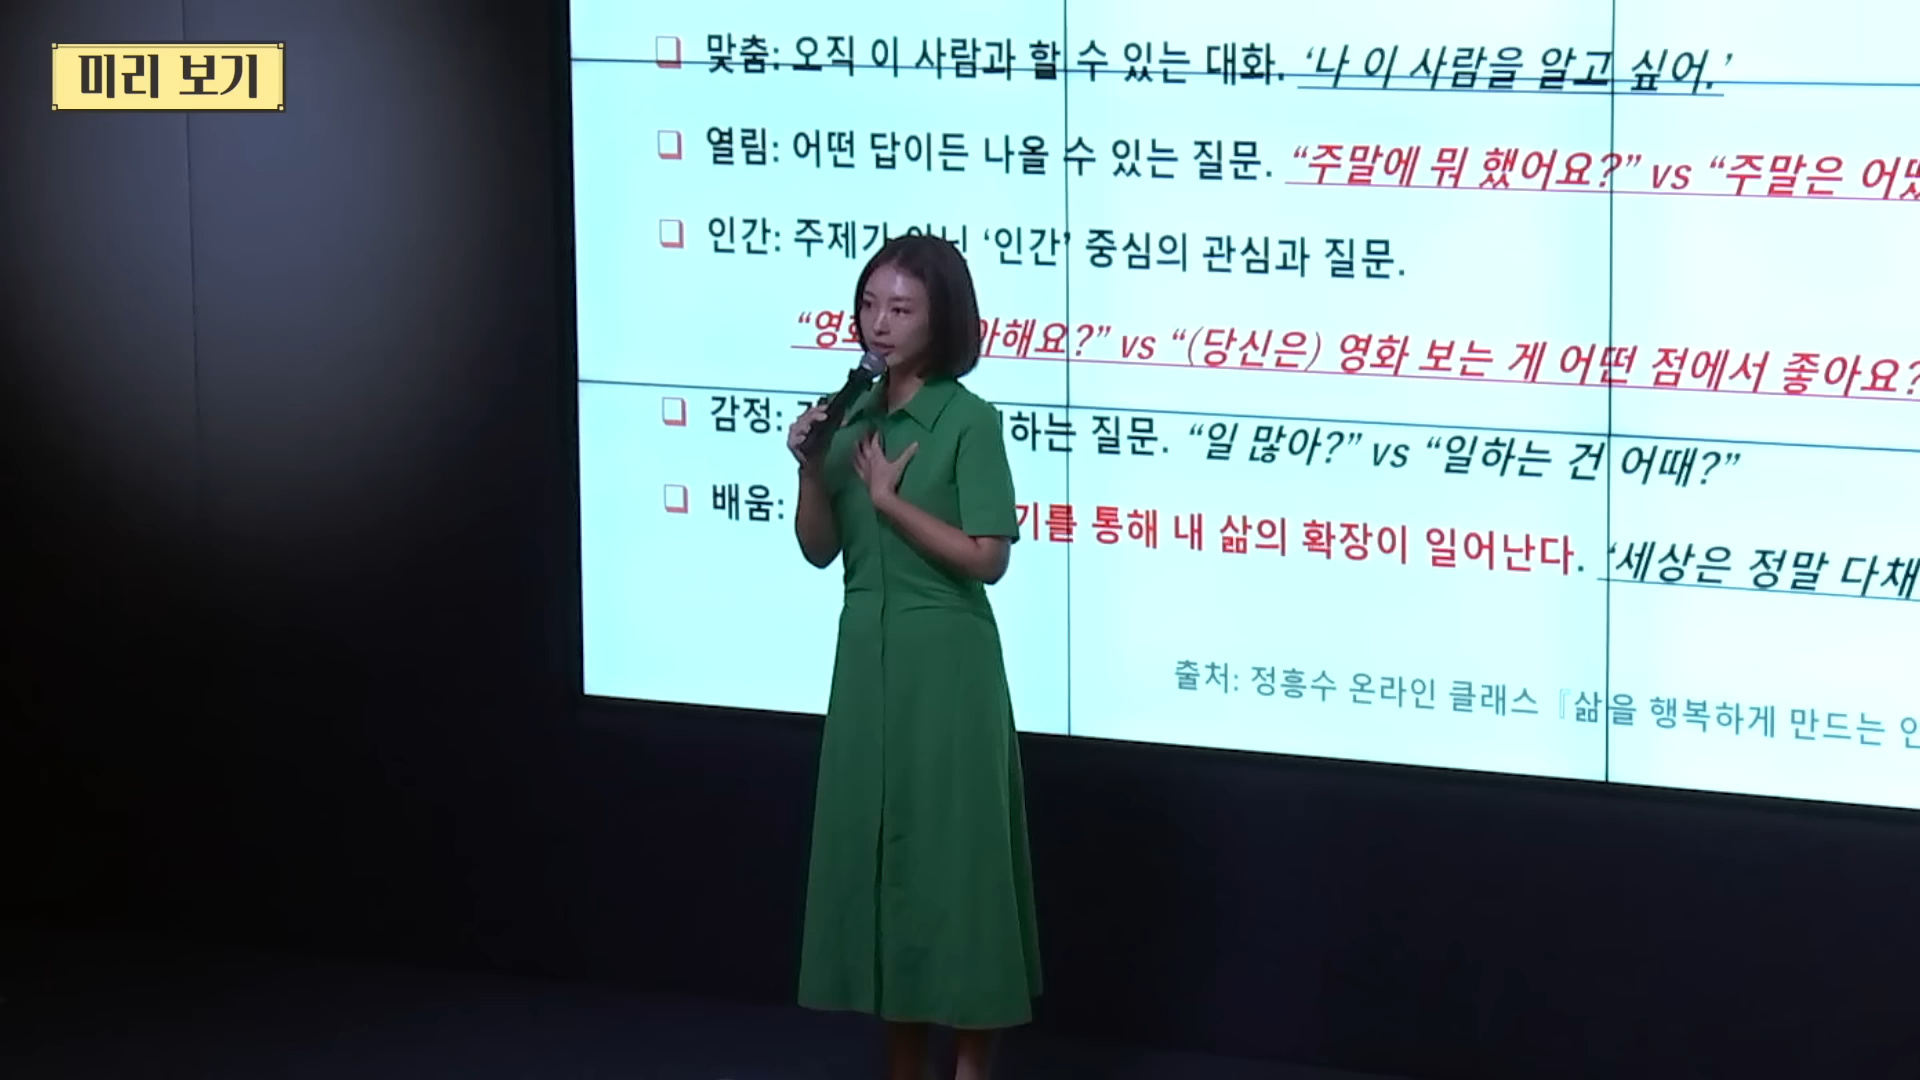 미리 보기
❏ 맞춤: 오직 이 사람과 할 수 있는 대화. ‘나 이 사람을 알고 싶어.’
❏ 열림: 어떤 답이든 나올 수 있는 질문. “주말에 뭐 했어요?” vs “주말은
❏ 인간: 주제가 아닌 ‘인간’ 중심의 관심과 질문.
“영화 해요?” vs “(당신은) 영화 보는 게 어떤 점에서 좋아요?
❏ 감정: 하는 질문. “일 많아?” vs “일하는 건 어때?”
❏ 배움: 기를 통해 내 삶의 확장이 일어난다. ‘세상은 정말 다채
출처: 정흥수 온라인 클래스 『삶을 행복하게 만드는